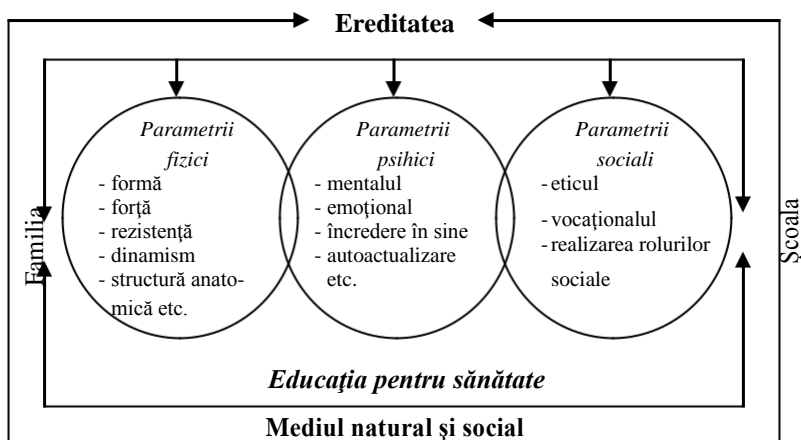 Ereditatea
Familia
Parametrii
fizici
- formă
- forţă
- rezistenţă
- dinamism
- structură anato-
mică etc.
Parametrii
psihici
- mentalul
- emoţional
- încredere în sine
- autoactualizare
etc.
Parametrii
sociali
- eticul
vocaţionalul
- realizarea rolurilor
sociale
Şcoala
Educaţia pentru sănătate
Mediul natural şi social